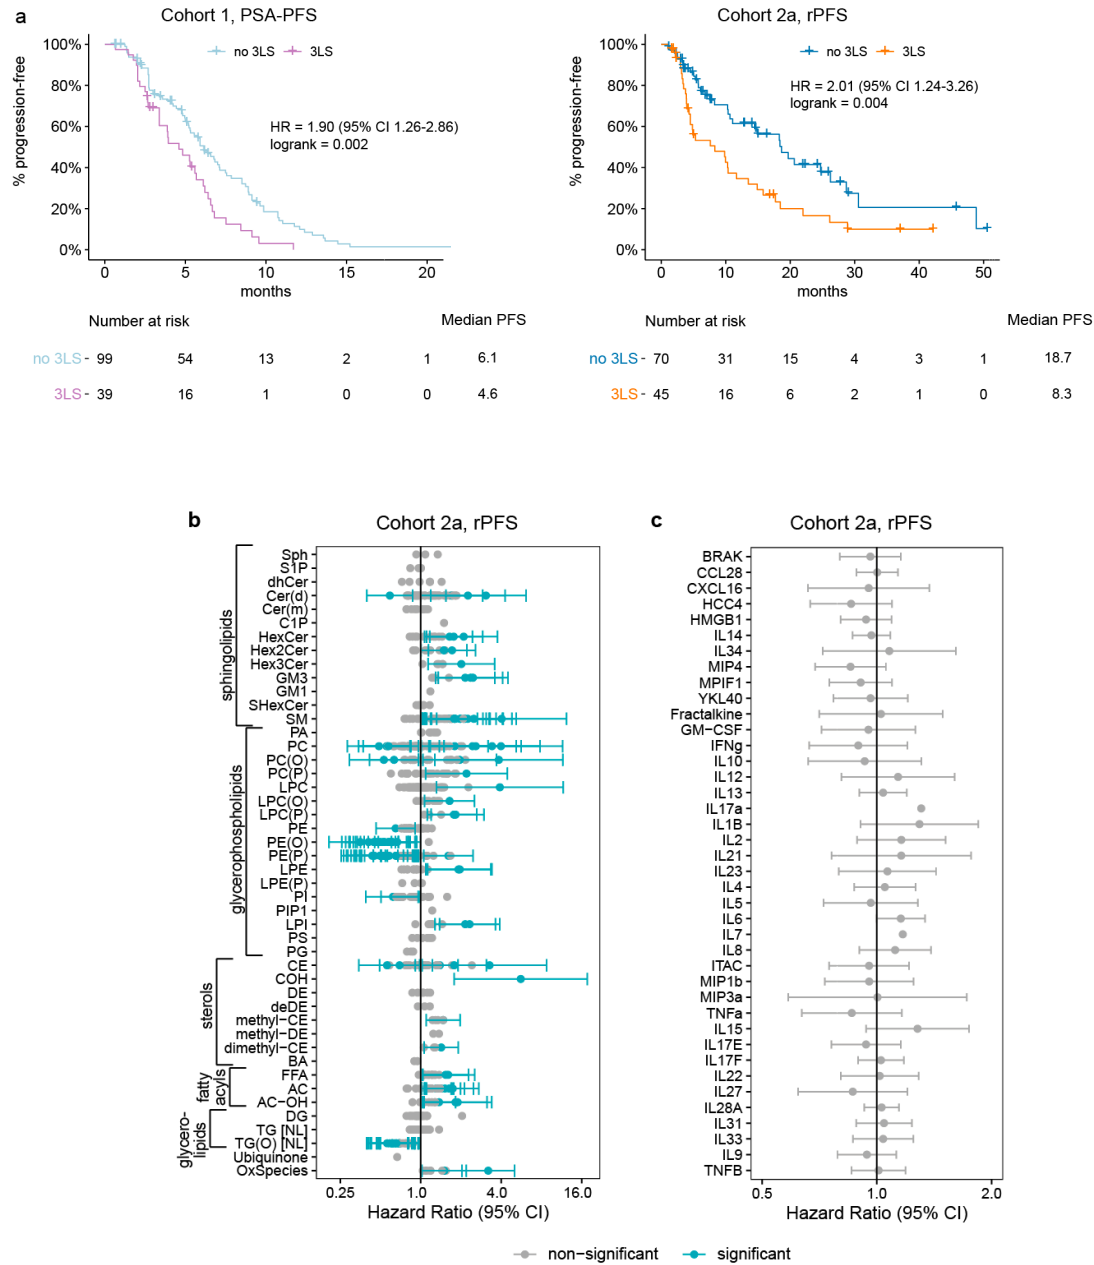 a
Cohort 1, PSA-PFS
% progression-free
100%
80%
60%
40%
20%
0%
no 3LS
3LS
HR = 1.90 (95% CI 1.26-2.86)
logrank = 0.002
0 5 10 15 20
months
Number at risk Median PFS
no 3LS - 99 54 13 2 1 6.1
3LS - 39 16 1 0 0 4.6
Cohort 2a, rPFS
% progression-free
100%
80%
60%
40%
20%
0%
no 3LS
3LS
HR = 2.01 (95% CI 1.24-3.26)
logrank = 0.004
0 10 20 30 40 50
months
Number at risk Median PFS
no 3LS - 70 31 15 4 3 1 18.7
3LS - 45 16 6 2 1 0 8.3
b
Cohort 2a, rPFS
sphingolipids
Sph
S1P
dhCer
Cer(d)
Cer(m)
C1P
HexCer
Hex2Cer
Hex3Cer
GM3
GM1
SHexCer
SM
glycerophospholipids
PA
PC
PC(O)
PC(P)
LPC
LPC(O)
LPC(P)
PE
PE(O)
PE(P)
LPE
LPE(P)
PI
PIP1
LPI
PS
PG
sterols
CE
COH
DE
deDE
methyl−CE
methyl−DE
dimethyl−CE
BA
fatty
acyls
FFA
AC
AC−OH
glycero-
lipids
DG
TG [NL]
TG(O) [NL]
Ubiquinone
OxSpecies
0.25 1.0 4.0 16.0
Hazard Ratio (95% CI)
c
Cohort 2a, rPFS
BRAK
CCL28
CXCL16
HCC4
HMGB1
IL14
IL34
MIP4
MPIF1
YKL40
Fractalkine
GM−CSF
IFNg
IL10
IL12
IL13
IL17a
IL1B
IL2
IL21
IL23
IL4
IL5
IL6
IL7
IL8
ITAC
MIP1b
MIP3a
TNFa
IL15
IL17E
IL17F
IL22
IL27
IL28A
IL31
IL33
IL9
TNFB
0.5 1.0 2.0
Hazard Ratio (95% CI)
non−significant
significant